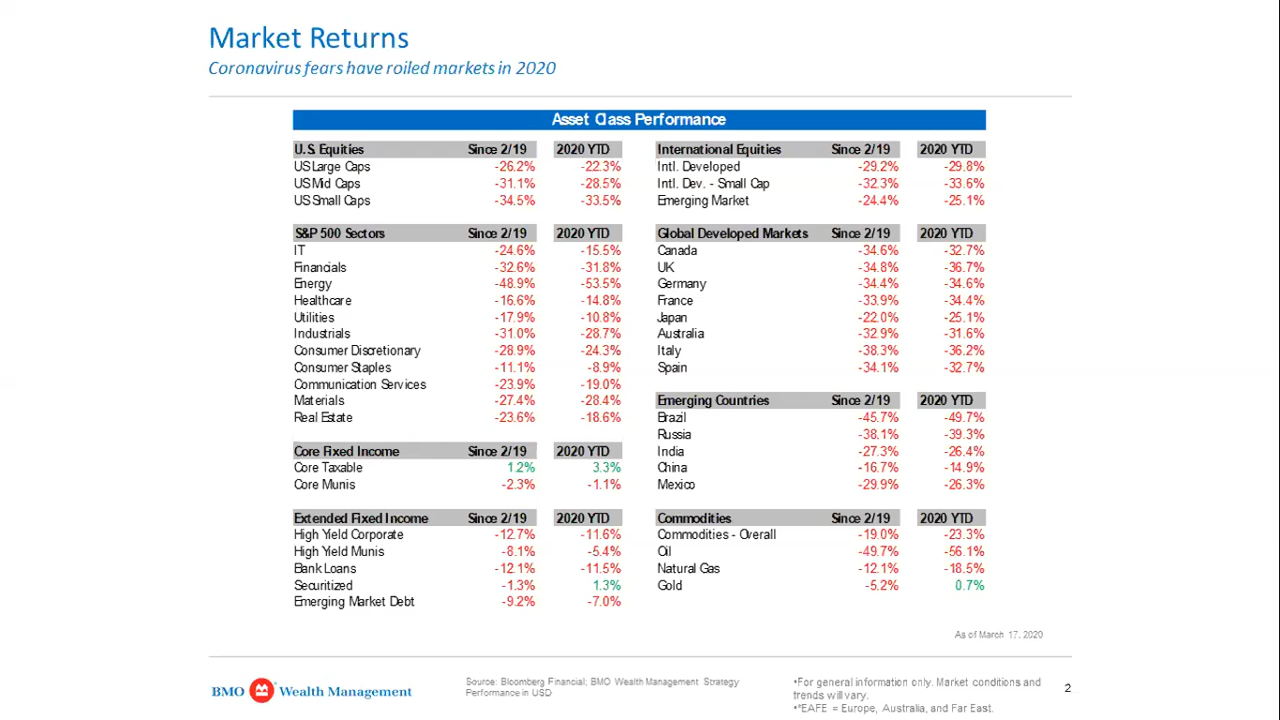 Market Returns
Coronavirus fears have roiled markets in 2020
Asset Class Performance
U.S. Equities Since 2/19 2020 YTD
US Large Caps -26.2% -22.3%
US Mid Caps -31.1% -28.5%
US Small Caps -34.5% -33.5%
S&P 500 Sectors Since 2/19 2020 YTD
IT -24.6% -15.5%
Financials -32.6% -31.8%
Energy -48.9% -53.5%
Healthcare -16.6% -14.8%
Utilities -17.9% -10.8%
Industrials -31.0% -28.7%
Consumer Discretionary -28.9% -24.3%
Consumer Staples -11.1% -8.9%
Communication Services -23.9% -19.0%
Materials -27.4% -28.4%
Real Estate -23.6% -18.6%
Core Fixed Income Since 2/19 2020 YTD
Core Taxable 1.2% 3.3%
Core Munis -2.3% -1.1%
Extended Fixed Income Since 2/19 2020 YTD
High Yield Corporate -12.7% -11.6%
High Yield Munis -8.1% -5.4%
Bank Loans -12.1% -11.5%
Securitized -1.3% 1.3%
Emerging Market Debt -9.2% -7.0%
International Equities Since 2/19 2020 YTD
Intl. Developed -29.2% -29.8%
Intl. Dev. - Small Cap -32.3% -33.6%
Emerging Market -24.4% -25.1%
Global Developed Markets Since 2/19 2020 YTD
Canada -34.6% -32.7%
UK -34.8% -36.7%
Germany -34.4% -34.6%
France -33.9% -34.4%
Japan -22.0% -25.1%
Australia -32.9% -31.6%
Italy -38.3% -36.2%
Spain -34.1% -32.7%
Emerging Countries Since 2/19 2020 YTD
Brazil -45.7% -49.7%
Russia -38.1% -39.3%
India -27.3% -26.4%
China -16.7% -14.9%
Mexico -29.9% -26.3%
Commodities Since 2/19 2020 YTD
Commodities - Overall -19.0% -23.3%
Oil -49.7% -56.1%
Natural Gas -12.1% -18.5%
Gold -5.2% 0.7%
As of March 17, 2020
BMO Wealth Management
Source: Bloomberg Financial; BMO Wealth Management Strategy
Performance in USD
•For general information only. Market conditions and
trends will vary.
•*EAFE = Europe, Australia, and Far East.
2